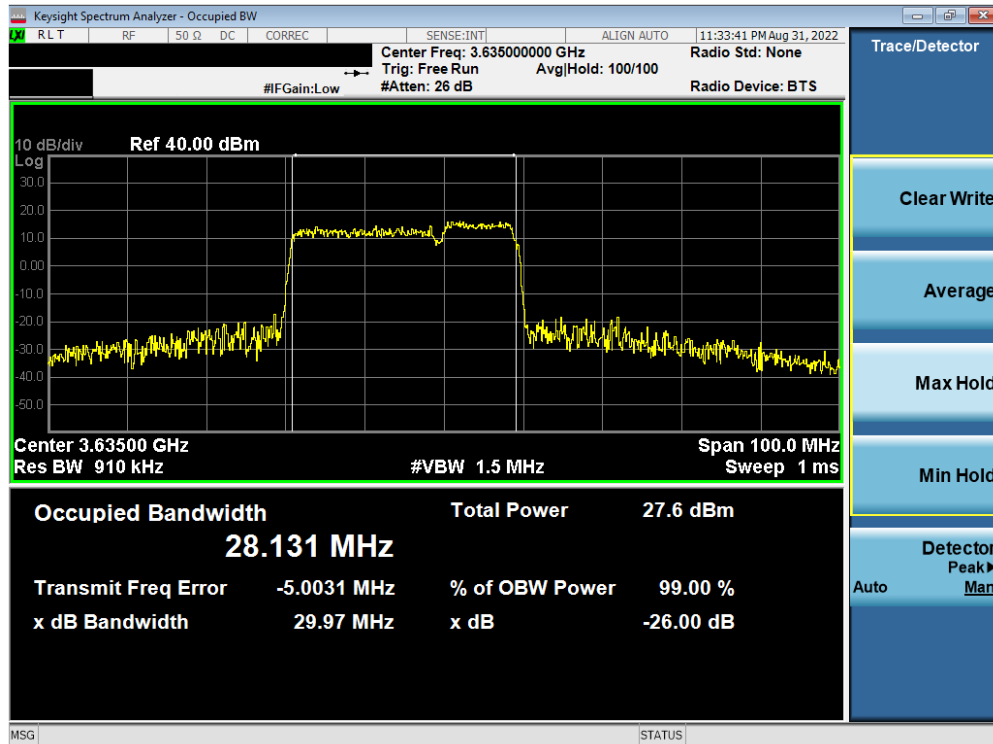 Keysight Spectrum Analyzer - Occupied BW
LXI RLT RF 50 Ω DC CORREC SENSE:INT ALIGN AUTO 11:33:41 PM Aug 31, 2022
Center Freq: 3.635000000 GHz Radio Std: None
Trig: Free Run Avg|Hold: 100/100
#IFGain:Low #Atten: 26 dB Radio Device: BTS
Trace/Detector
10 dB/div Ref 40.00 dBm
Log
30.0
20.0
10.0
0.00
-10.0
-20.0
-30.0
-40.0
-50.0
Center 3.63500 GHz Span 100.0 MHz
Res BW 910 kHz #VBW 1.5 MHz Sweep 1 ms
Clear Write
Average
Max Hold
Min Hold
Detector
Peak
Auto Man
Occupied Bandwidth Total Power 27.6 dBm
28.131 MHz
Transmit Freq Error -5.0031 MHz % of OBW Power 99.00 %
x dB Bandwidth 29.97 MHz x dB -26.00 dB
MSG STATUS